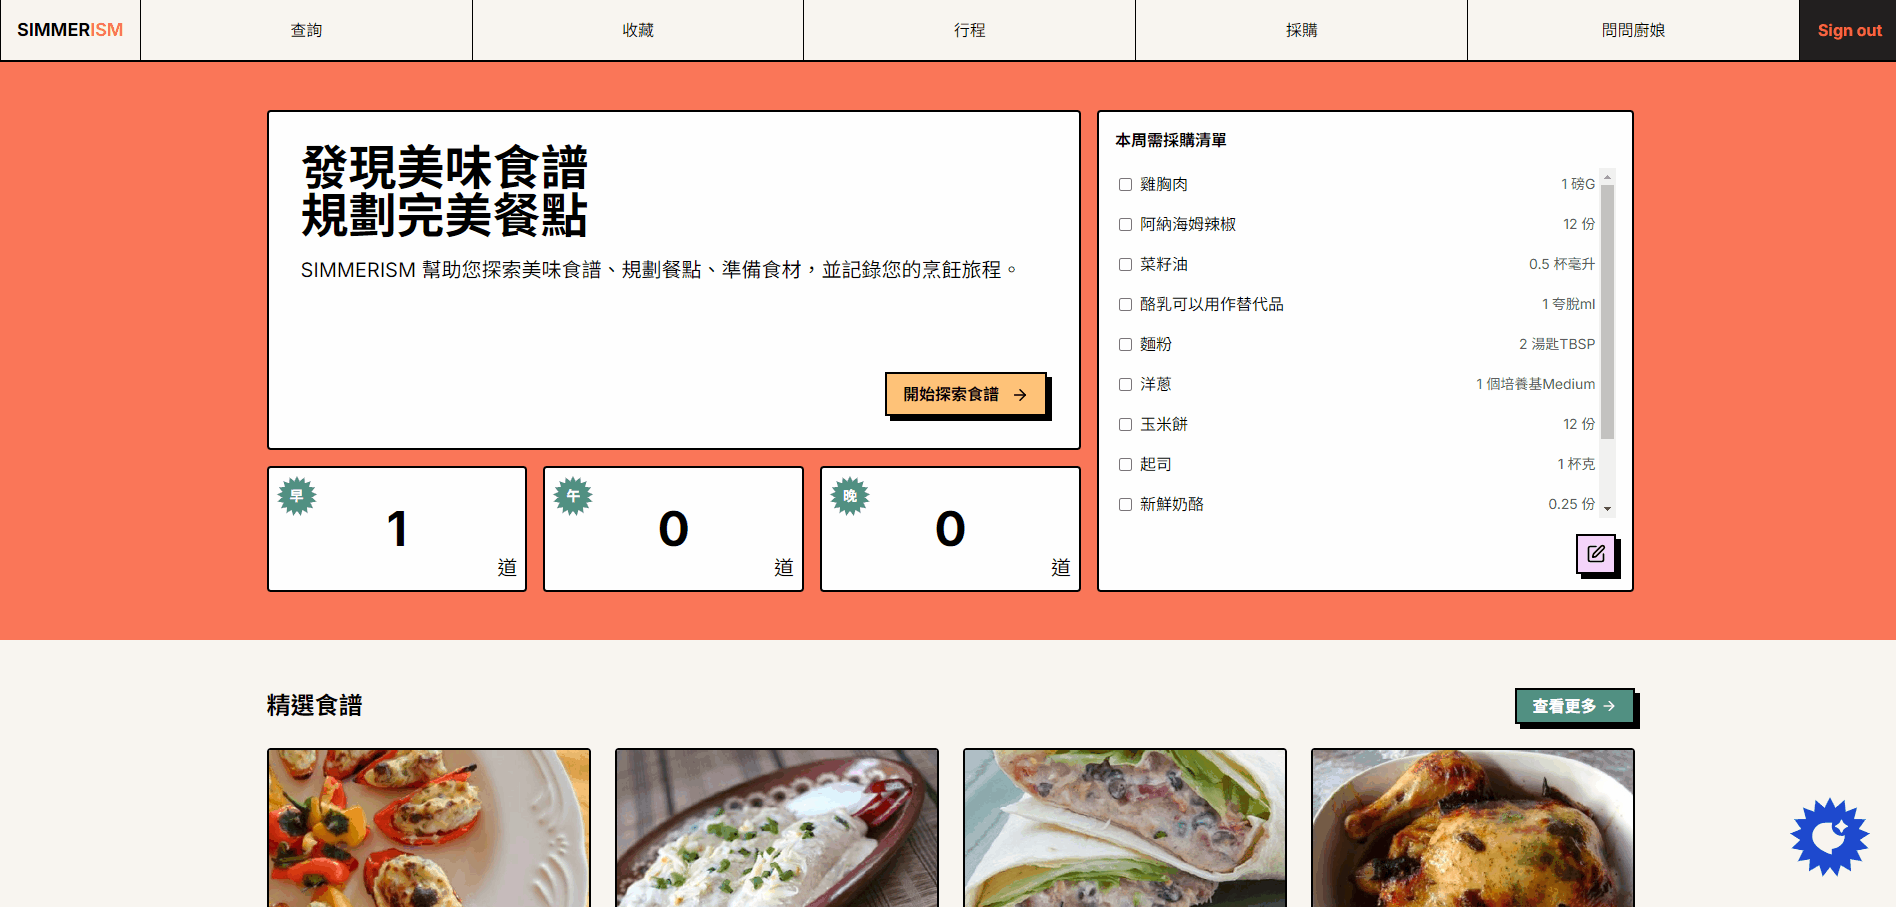 SIMMERISM
查詢
收藏
行程
採購
問問廚娘
Sign out
發現美味食譜
規劃完美餐點
SIMMERISM 幫助您探索美味食譜、規劃餐點、準備食材，並記錄您的烹飪旅程。
開始探索食譜
早
1
道
午
0
道
晚
0
道
本周需採購清單
雞胸肉 1 磅G
阿納海姆辣椒 12 份
菜籽油 0.5 杯毫升
酪乳可以用作替代品 1 夸脫ml
麵粉 2 湯匙TBSP
洋蔥 1 個培養基Medium
玉米餅 12 份
起司 1 杯克
新鮮奶酪 0.25 份
精選食譜
查看更多